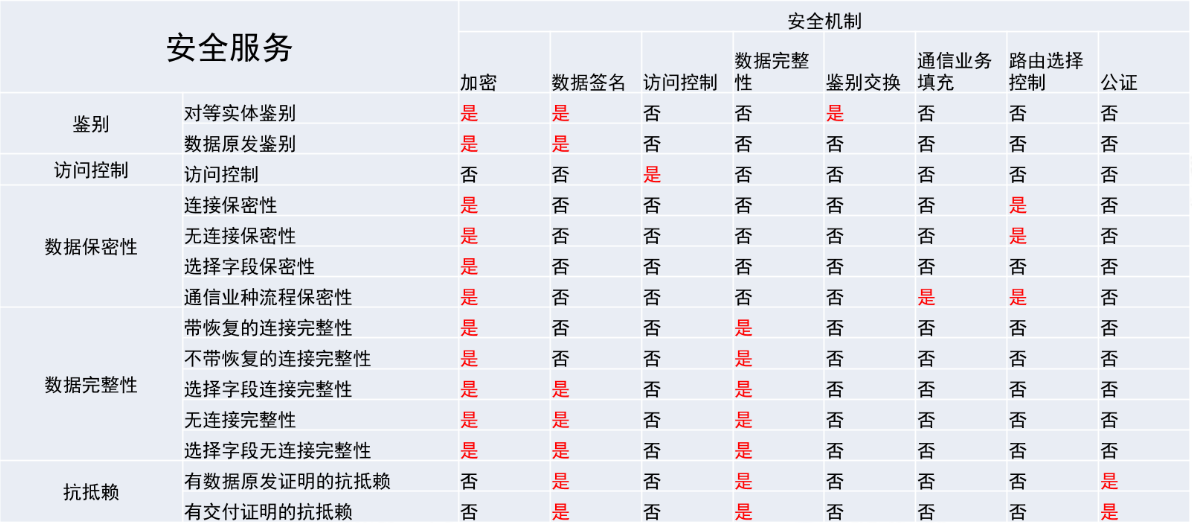 安全服务
安全机制
加密 数据签名 访问控制 数据完整性 鉴别交换 通信业务填充 路由选择控制 公证
鉴别
对等实体鉴别 是 是 否 否 是 否 否 否
数据原发鉴别 是 是 否 否 否 否 否 否
访问控制
访问控制 否 否 是 否 否 否 否 否
数据保密性
连接保密性 是 否 否 否 否 否 是 否
无连接保密性 是 否 否 否 否 否 是 否
选择字段保密性 是 否 否 否 否 否 否 否
通信业种流程保密性 是 否 否 否 否 是 是 否
数据完整性
带恢复的连接完整性 是 否 否 是 否 否 否 否
不带恢复的连接完整性 是 否 否 是 否 否 否 否
选择字段连接完整性 是 是 否 是 否 否 否 否
无连接完整性 是 是 否 是 否 否 否 否
选择字段无连接完整性 是 是 否 是 否 否 否 否
抗抵赖
有数据原发证明的抗抵赖 否 是 否 是 否 否 否 是
有交付证明的抗抵赖 否 是 否 是 否 否 否 是